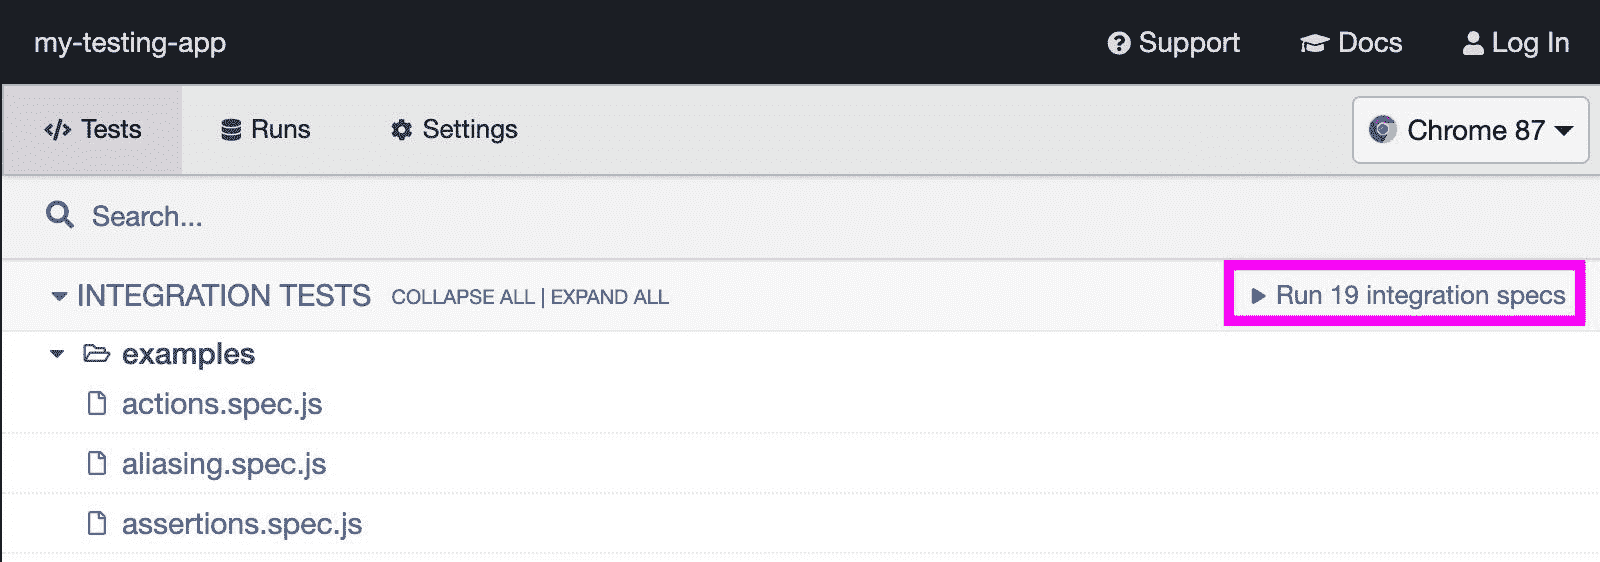 my-testing-app Support Docs Log In
</> Tests Runs Settings Chrome 87
Search...
INTEGRATION TESTS COLLAPSE ALL | EXPAND ALL Run 19 integration specs
examples
actions.spec.js
aliasing.spec.js
assertions.spec.js